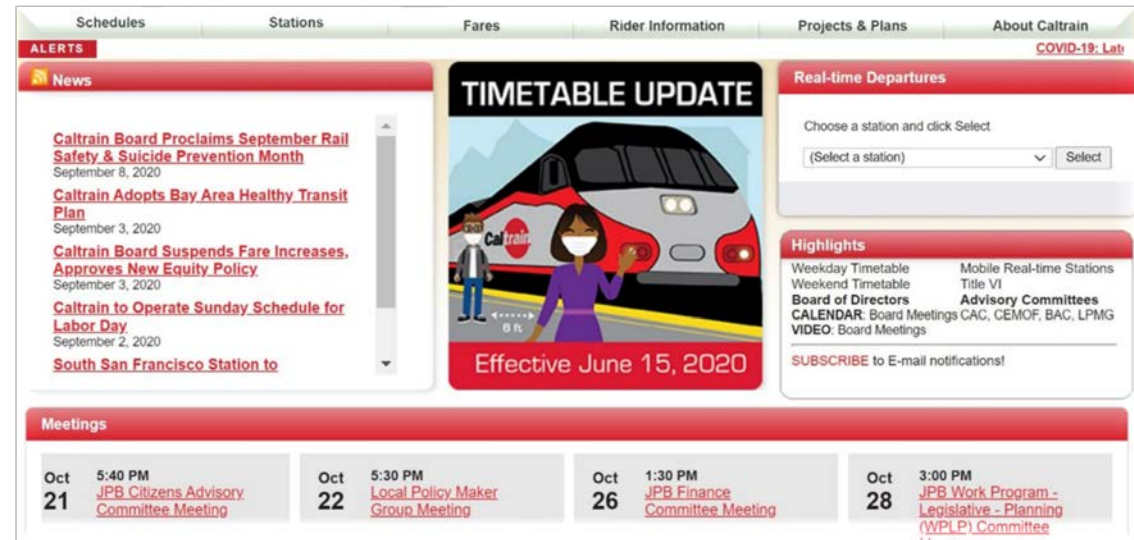 Schedules
Stations
Fares
Rider Information
Projects & Plans
About Caltrain
ALERTS
COVID-19:
News
Caltrain Board Proclaims September Rail
Safety & Suicide Prevention Month
September 8, 2020
Caltrain Adopts Bay Area Healthy Transit
Plan
September 3, 2020
Caltrain Board Suspends Fare Increases,
Approves New Equity Policy
September 3, 2020
Caltrain to Operate Sunday Schedule for
Labor Day
September 2, 2020
South San Francisco Station to
TIMETABLE UPDATE
Caltrain
6 ft
Effective June 15, 2020
Real-time Departures
Choose a station and click Select
(Select a station)
Select
Highlights
Weekday Timetable
Mobile Real-time Stations
Weekend Timetable
Title VI
Board of Directors
Advisory Committees
CALENDAR: Board Meetings
CAC, CEMOF, BAC, LPMG
VIDEO: Board Meetings
SUBSCRIBE to E-mail notifications!
Meetings
Oct
21
5:40 PM
JPB Citizens Advisory
Committee Meeting
Oct
22
5:30 PM
Local Policy Maker
Group Meeting
Oct
26
1:30 PM
JPB Finance
Committee Meeting
Oct
28
3:00 PM
JPB Work Program -
Legislative - Planning
(WPLP) Committee